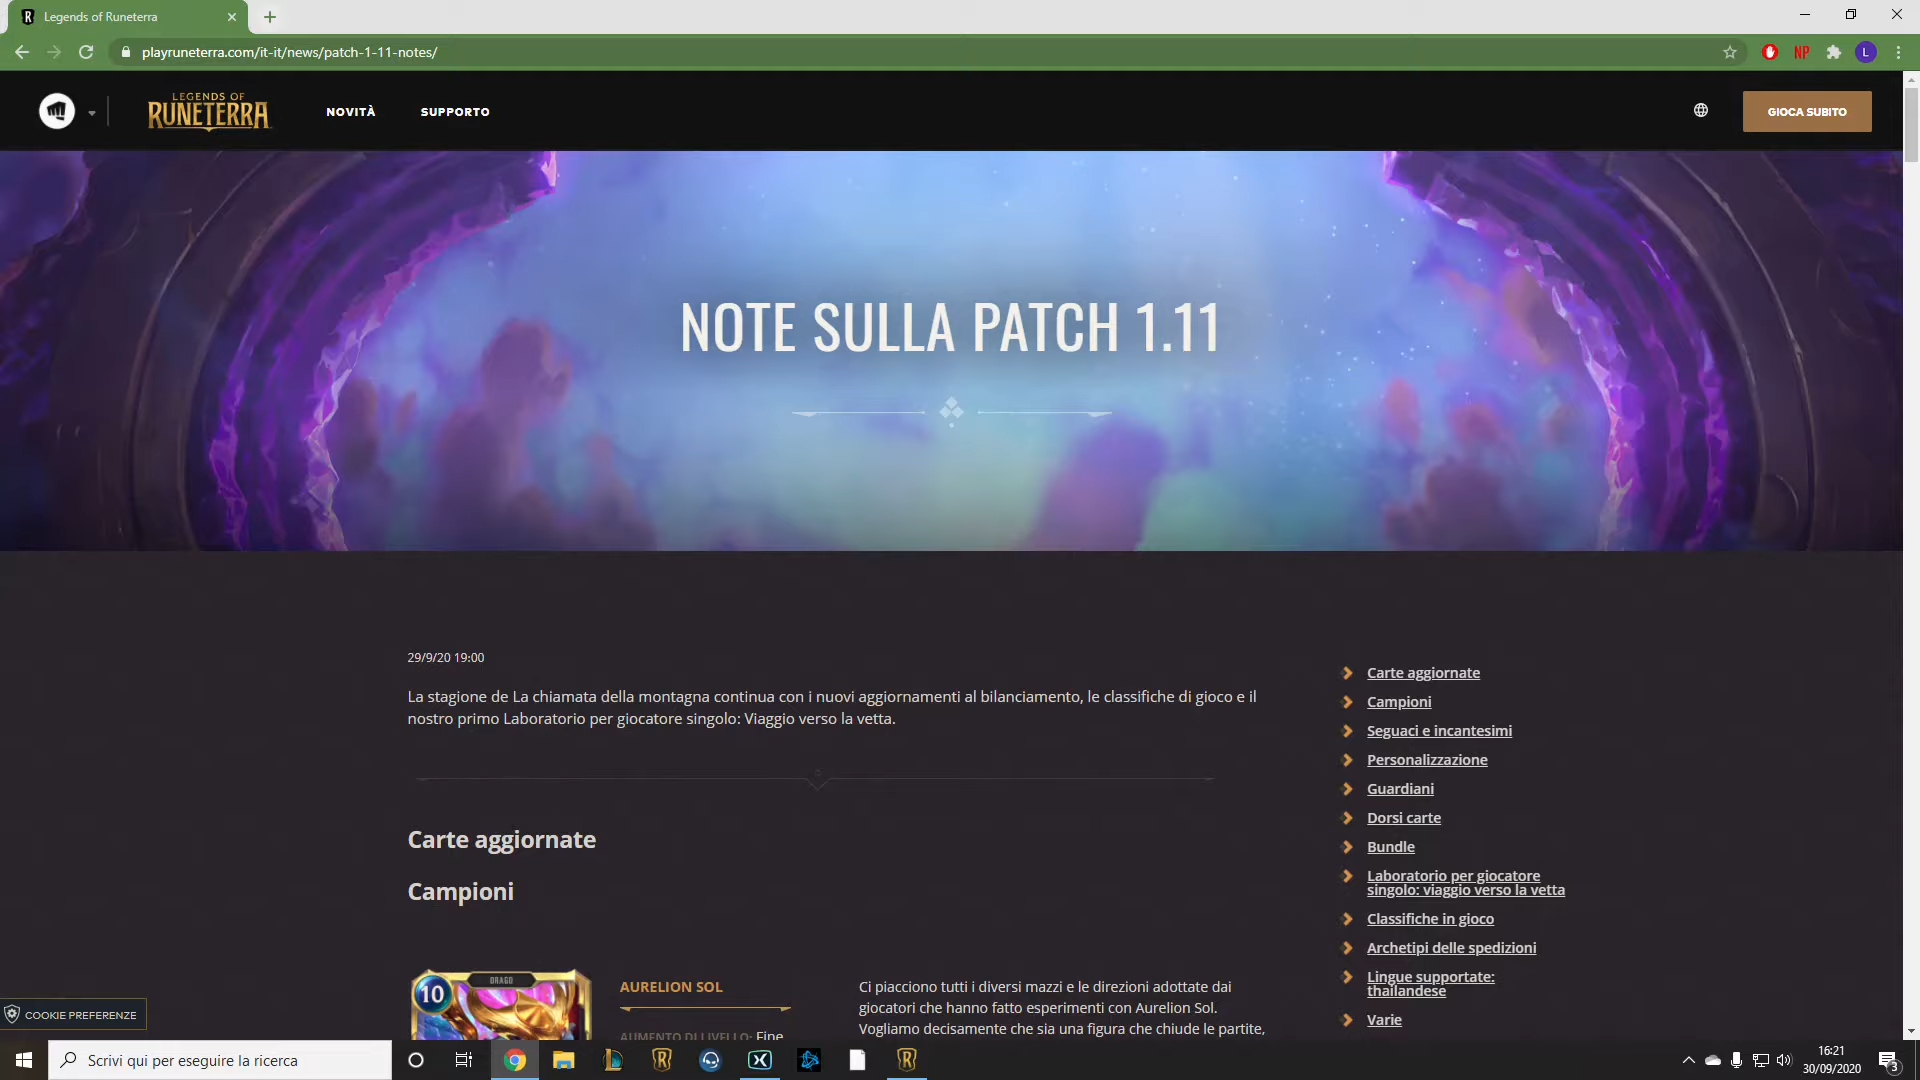 Legends of Runeterra
playruneterra.com/it-it/news/patch-1-11-notes/
NP
L
LEGENDS OF
RUNETERRA
NOVITÀ
SUPPORTO
GIOCA SUBITO
NOTE SULLA PATCH 1.11
29/9/20 19:00
La stagione de La chiamata della montagna continua con i nuovi aggiornamenti al bilanciamento, le classifiche di gioco e il
nostro primo Laboratorio per giocatore singolo: Viaggio verso la vetta.
Carte aggiornate
Campioni
Seguaci e incantesimi
Personalizzazione
Guardiani
Dorsi carte
Bundle
Laboratorio per giocatore
singolo: viaggio verso la vetta
Classifiche in gioco
Archetipi delle spedizioni
Lingue supportate:
thailandese
Varie
Carte aggiornate
Campioni
DRAGO
10
AURELION SOL
AUMENTO DI LIVELLO: Fine
Ci piacciono tutti i diversi mazzi e le direzioni adottate dai
giocatori che hanno fatto esperimenti con Aurelion Sol.
Vogliamo decisamente che sia una figura che chiude le partite,
COOKIE PREFERENZE
Scrivi qui per eseguire la ricerca
16:21
30/09/2020
3